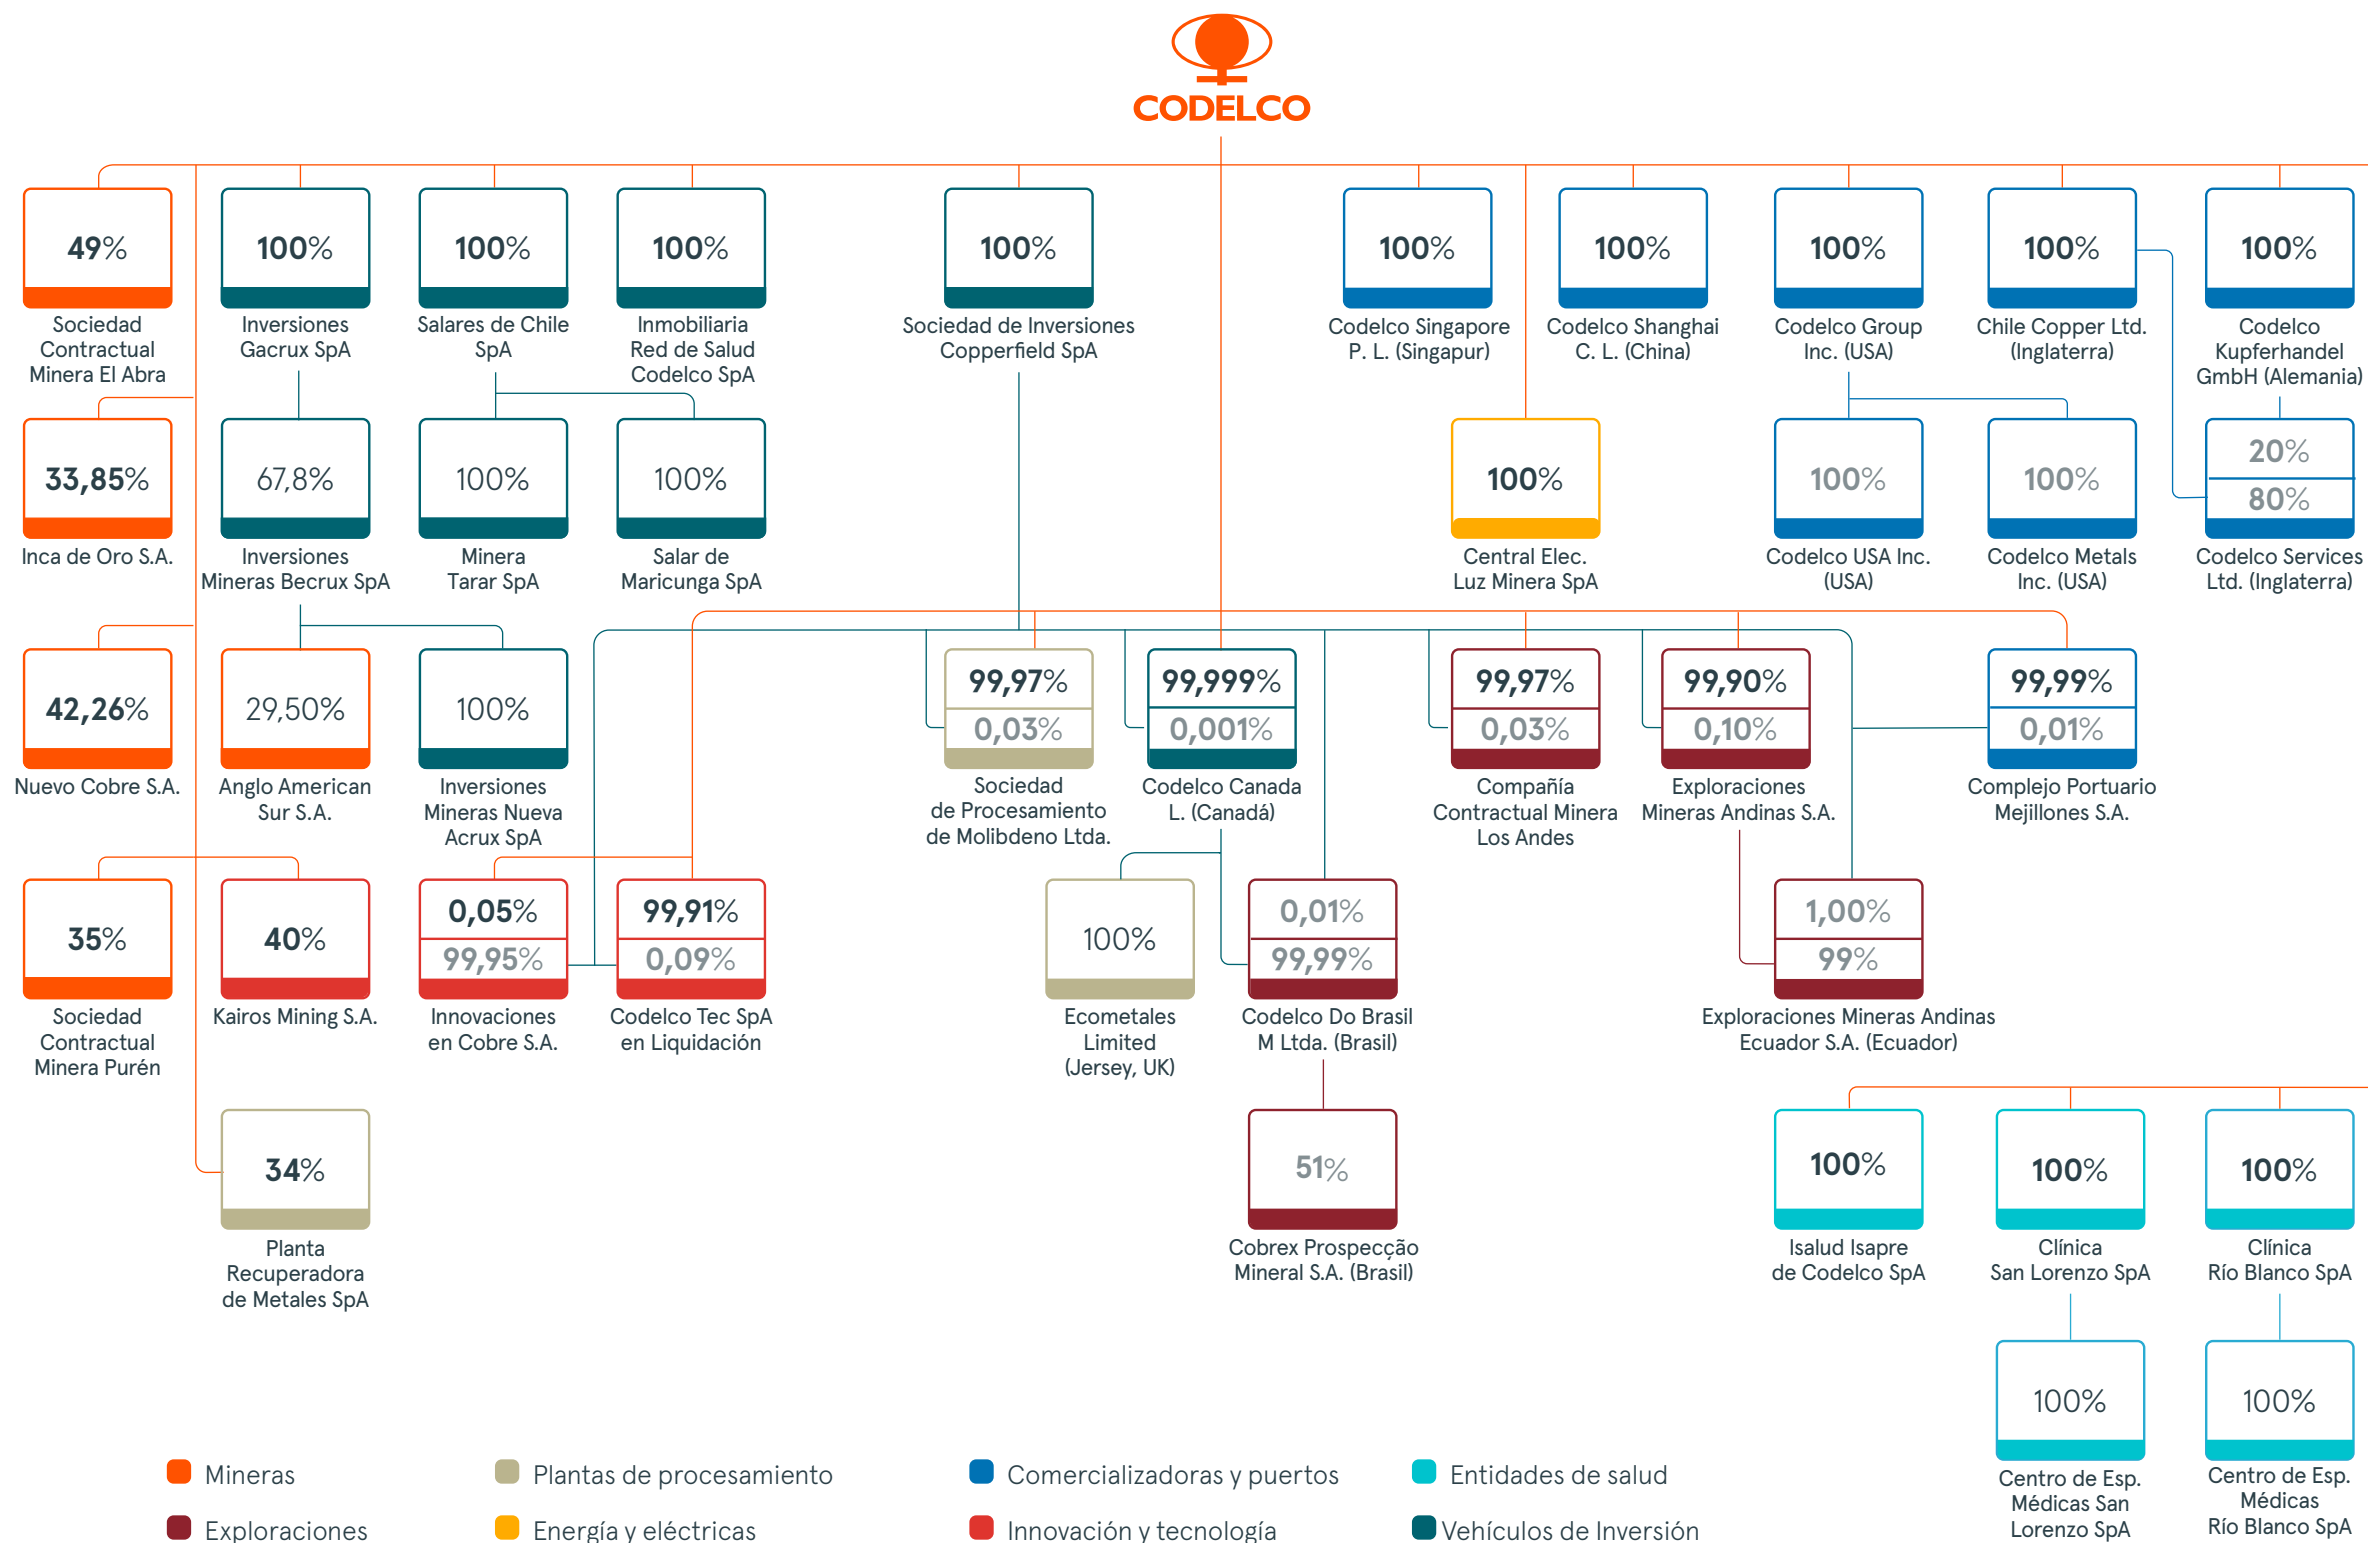 CODELCO
49%
Sociedad
Contractual
Minera El Abra
100%
Inversiones
Gacrux SpA
100%
Salares de Chile
SpA
100%
Inmobiliaria
Red de Salud
Codelco SpA
100%
Sociedad de Inversiones
Copperfield SpA
100%
Codelco Singapore
P. L. (Singapur)
100%
Codelco Shanghai
C. L. (China)
100%
Codelco Group
Inc. (USA)
100%
Chile Copper Ltd.
(Inglaterra)
100%
Codelco
Kupferhandel
GmbH (Alemania)
33,85%
Inca de Oro S.A.
67,8%
Inversiones
Mineras Becrux SpA
100%
Minera
Tarar SpA
100%
Salar de
Maricunga SpA
100%
Central Elec.
Luz Minera SpA
100%
Codelco USA Inc.
(USA)
100%
Codelco Metals
Inc. (USA)
20%
80%
Codelco Services
Ltd. (Inglaterra)
42,26%
Nuevo Cobre S.A.
29,50%
Anglo American
Sur S.A.
100%
Inversiones
Mineras Nueva
Acrux SpA
99,97%
0,03%
Sociedad
de Procesamiento
de Molibdeno Ltda.
99,999%
0,001%
Codelco Canada
L. (Canadá)
99,97%
0,03%
Compañía
Contractual Minera
Los Andes
99,90%
0,10%
Exploraciones
Mineras Andinas S.A.
99,99%
0,01%
Complejo Portuario
Mejillones S.A.
35%
Sociedad
Contractual
Minera Purén
40%
Kairos Mining S.A.
0,05%
99,95%
Innovaciones
en Cobre S.A.
99,91%
0,09%
Codelco Tec SpA
en Liquidación
100%
Ecometales
Limited
(Jersey, UK)
0,01%
99,99%
Codelco Do Brasil
M Ltda. (Brasil)
1,00%
99%
Exploraciones Mineras Andinas
Ecuador S.A. (Ecuador)
34%
Planta
Recuperadora
de Metales SpA
51%
Cobrex Prospecção
Mineral S.A. (Brasil)
100%
Isalud Isapre
de Codelco SpA
100%
Clínica
San Lorenzo SpA
100%
Clínica
Río Blanco SpA
100%
Centro de Esp.
Médicas San
Lorenzo SpA
100%
Centro de Esp.
Médicas
Río Blanco SpA
Mineras
Plantas de procesamiento
Comercializadoras y puertos
Entidades de salud
Exploraciones
Energía y eléctricas
Innovación y tecnología
Vehículos de Inversión